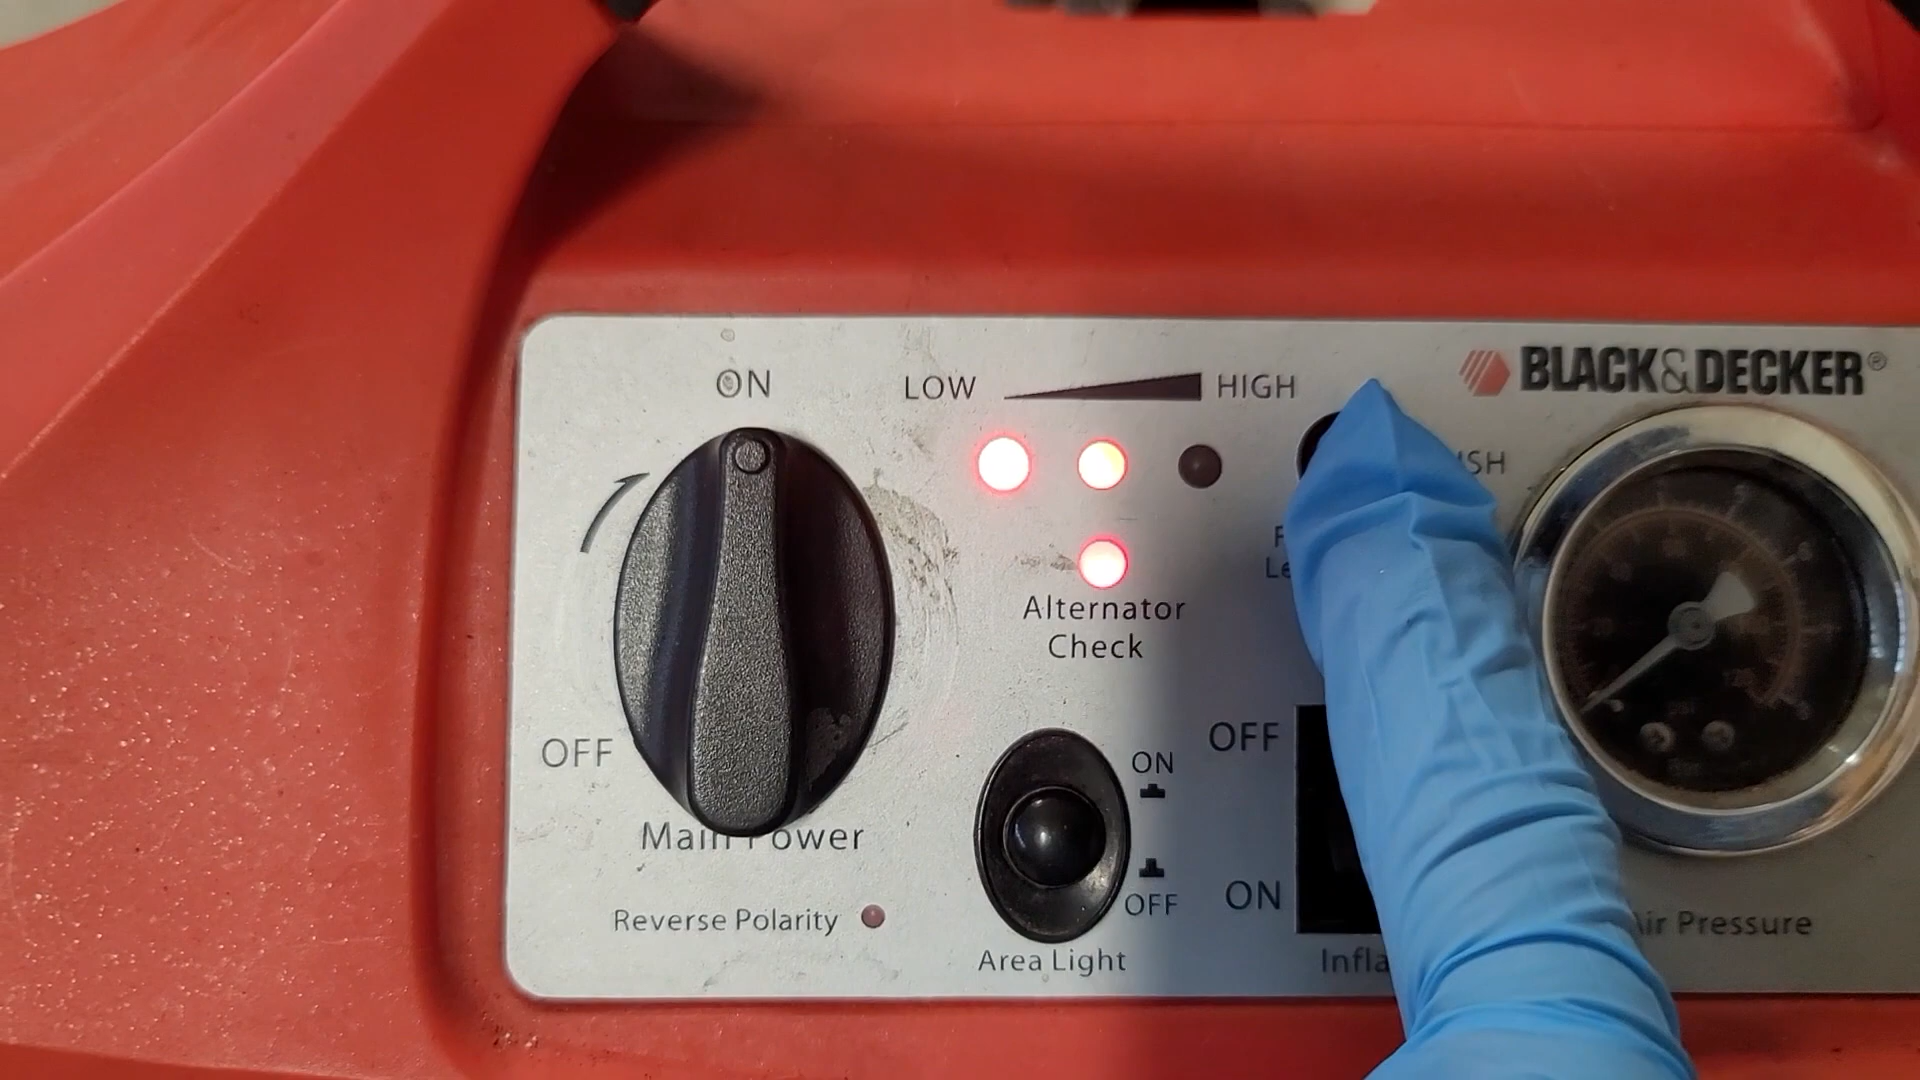 ON
LOW HIGH
BLACK&DECKER®
Alternator
Check
OFF
OFF
ON
Main Power
ON
OFF
Reverse Polarity
Area Light
Air Pressure